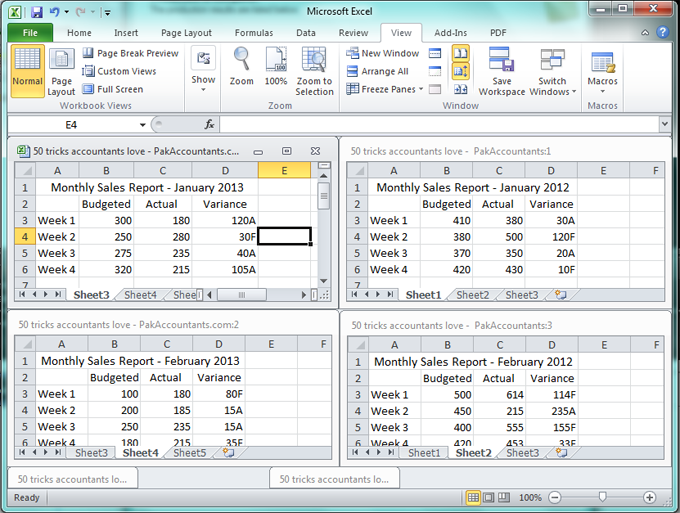 Microsoft Excel
File Home Insert Page Layout Formulas Data Review View Add-Ins PDF
Normal
Page Layout
Page Break Preview
Custom Views
Full Screen
Workbook Views
Show
Zoom
100%
Zoom to Selection
Zoom
New Window
Arrange All
Freeze Panes
Save Workspace
Switch Windows
Window
Macros
Macros
E4
fx
50 tricks accountants love - PakAccountants.c...
A B C D E
1 Monthly Sales Report - January 2013
2 Budgeted Actual Variance
3 Week 1 300 180 120A
4 Week 2 250 280 30F
5 Week 3 275 235 40A
6 Week 4 320 215 105A
7
Sheet3 Sheet4
50 tricks accountants love - PakAccountants:1
A B C D E F
1 Monthly Sales Report - January 2012
2 Budgeted Actual Variance
3 Week 1 410 380 30A
4 Week 2 380 500 120F
5 Week 3 370 350 20A
6 Week 4 420 430 10F
Sheet1 Sheet2 Sheet3
50 tricks accountants love - PakAccountants.com:2
A B C D E F
1 Monthly Sales Report - February 2013
2 Budgeted Actual Variance
3 Week 1 100 180 80F
4 Week 2 200 185 15A
5 Week 3 250 235 15A
6 Week 4 180 215 35F
Sheet3 Sheet4 Sheet5
50 tricks accountants love - PakAccountants:3
A B C D E F
1 Monthly Sales Report - February 2012
2 Budgeted Actual Variance
3 Week 1 500 614 114F
4 Week 2 450 215 235A
5 Week 3 400 555 155F
6 Week 4 420 453 33F
Sheet1 Sheet2 Sheet3
50 tricks accountants lo...
50 tricks accountants lo...
Ready
100%